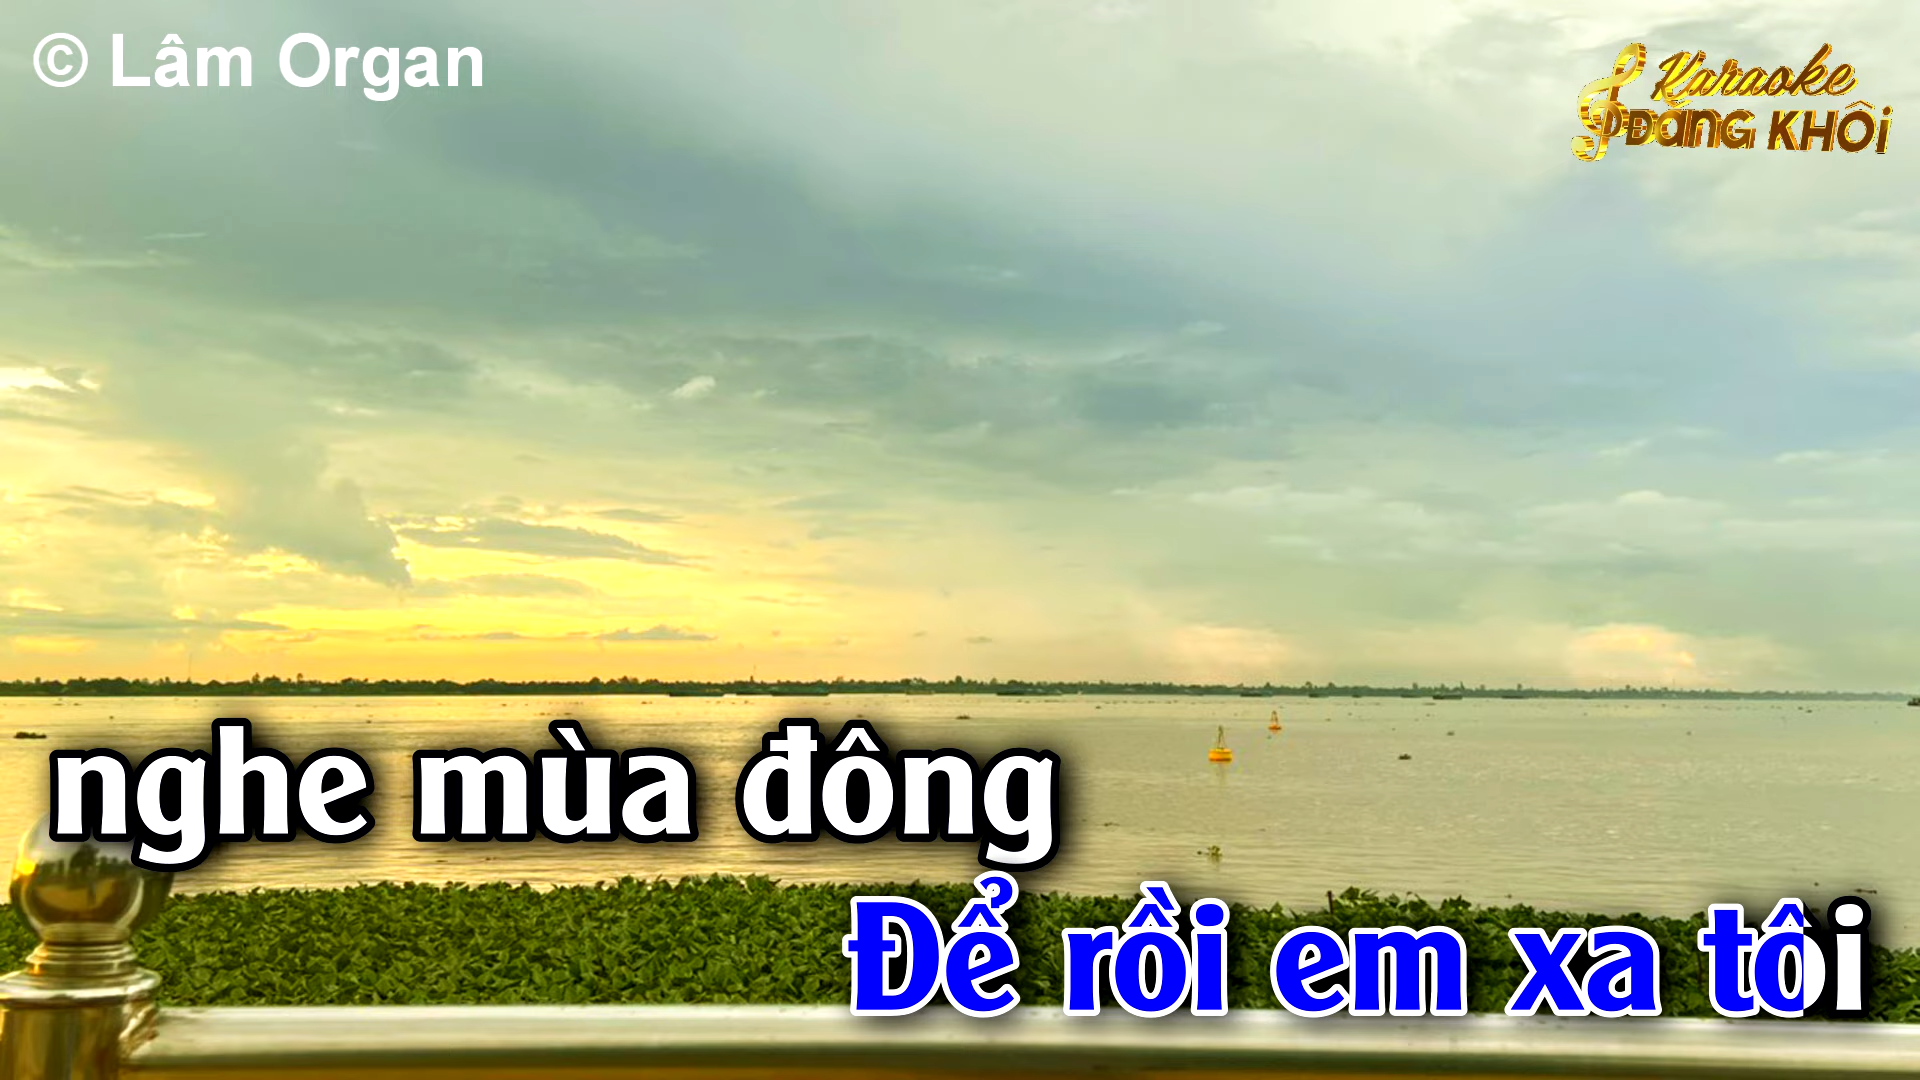 © Lâm Organ
Karaoke
ĐĂNG KHÔI
nghe mùa đông
Để rồi em xa tôi